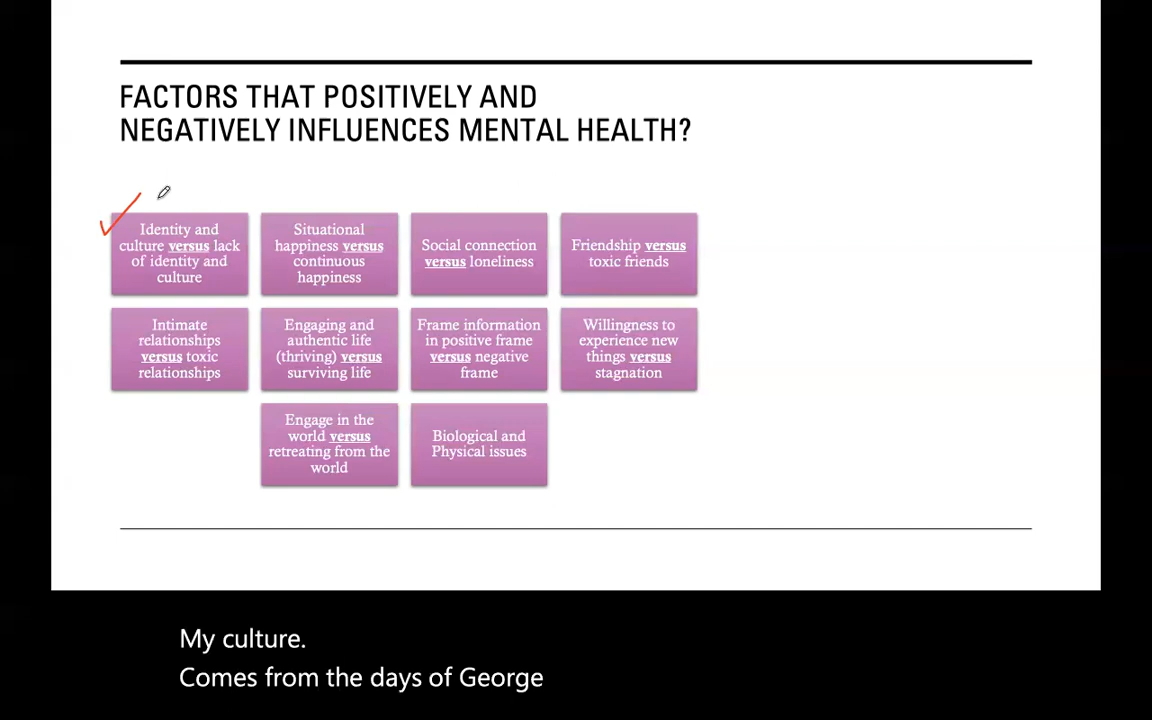 FACTORS THAT POSITIVELY AND
NEGATIVELY INFLUENCES MENTAL HEALTH?
Identity and
culture versus lack
of identity and
culture
Situational
happiness versus
continuous
happiness
Social connection
versus loneliness
Friendship versus
toxic friends
Intimate
relationships
versus toxic
relationships
Engaging and
authentic life
(thriving) versus
surviving life
Frame information
in positive frame
versus negative
frame
Willingness to
experience new
things versus
stagnation
Engage in the
world versus
retreating from the
world
Biological and
Physical issues
My culture.
Comes from the days of George